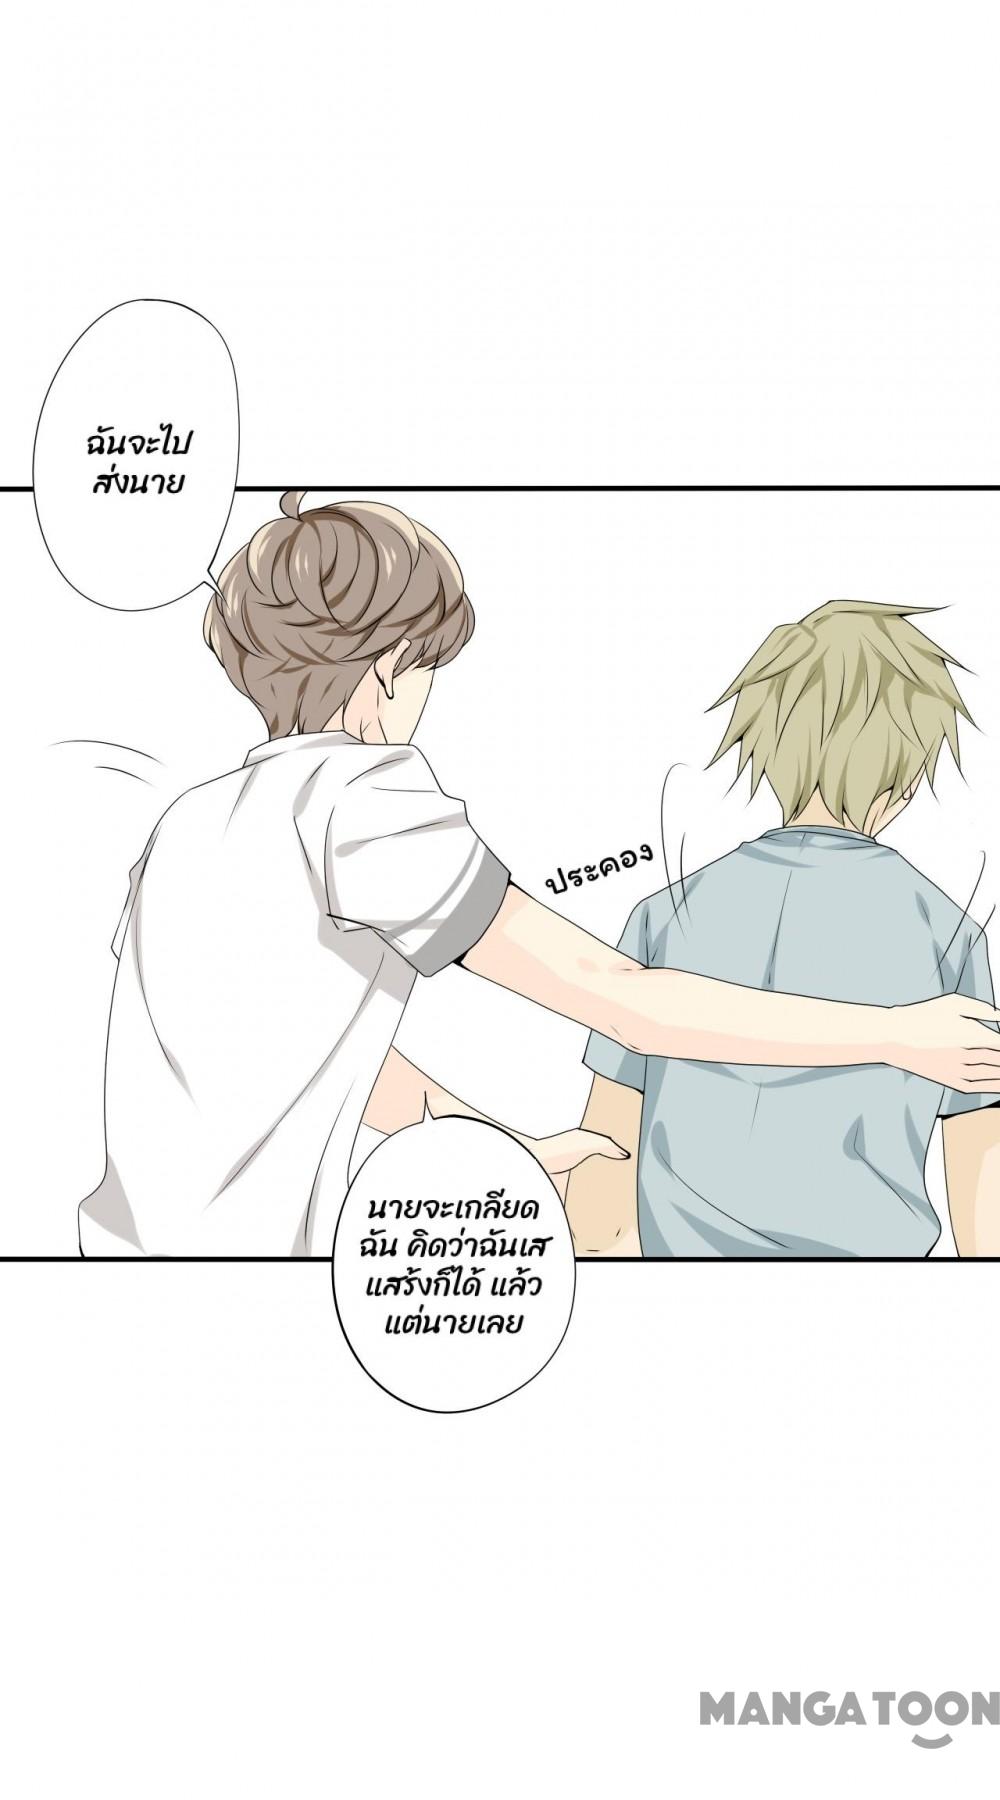 ฉันจะไป
ส่งนาย
ประคอง
นายจะเกลียด
ฉัน คิดว่าฉันเส
แสร้งก็ได้ แล้ว
แต่นายเลย
MANGATOON